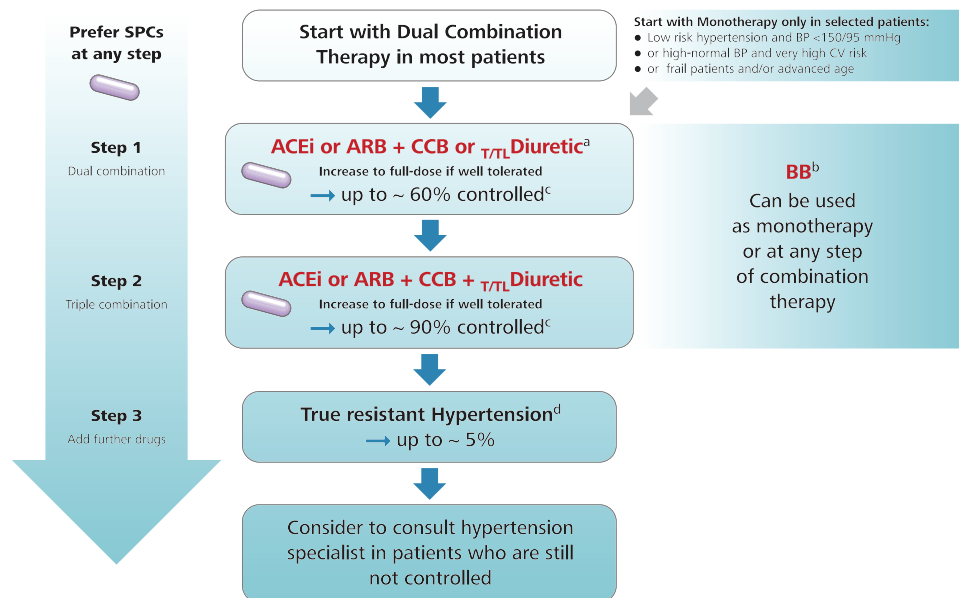 Prefer SPCs
at any step
Start with Dual Combination
Therapy in most patients
Start with Monotherapy only in selected patients:
● Low risk hypertension and BP <150/95 mmHg
● or high-normal BP and very high CV risk
● or frail patients and/or advanced age
Step 1
Dual combination
ACEi or ARB + CCB or T/TLDiuretica
Increase to full-dose if well tolerated
→ up to ~ 60% controlledc
BBb
Can be used
as monotherapy
or at any step
of combination
therapy
Step 2
Triple combination
ACEi or ARB + CCB + T/TLDiuretic
Increase to full-dose if well tolerated
→ up to ~ 90% controlledc
Step 3
Add further drugs
True resistant Hypertensiond
→ up to ~ 5%
Consider to consult hypertension
specialist in patients who are still
not controlled